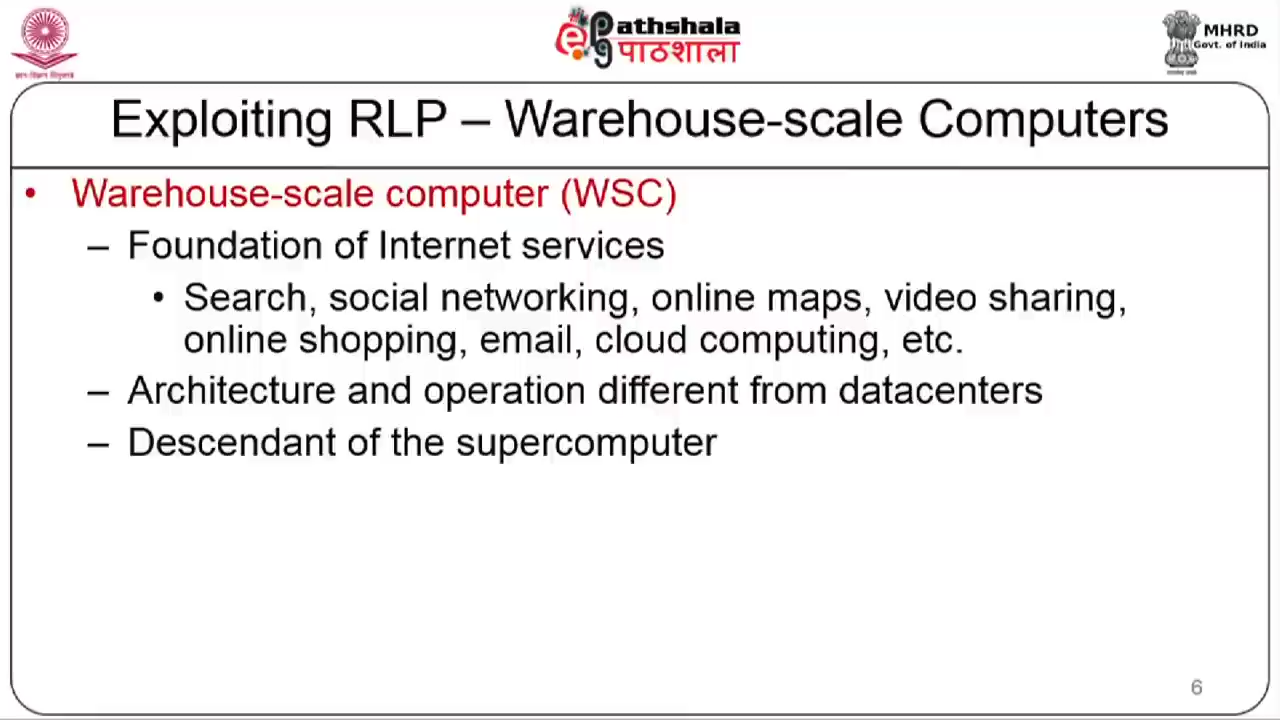 ePathshala
पाठशाला
MHRD
Govt. of India
Exploiting RLP – Warehouse-scale Computers
• Warehouse-scale computer (WSC)
– Foundation of Internet services
• Search, social networking, online maps, video sharing,
online shopping, email, cloud computing, etc.
– Architecture and operation different from datacenters
– Descendant of the supercomputer
6